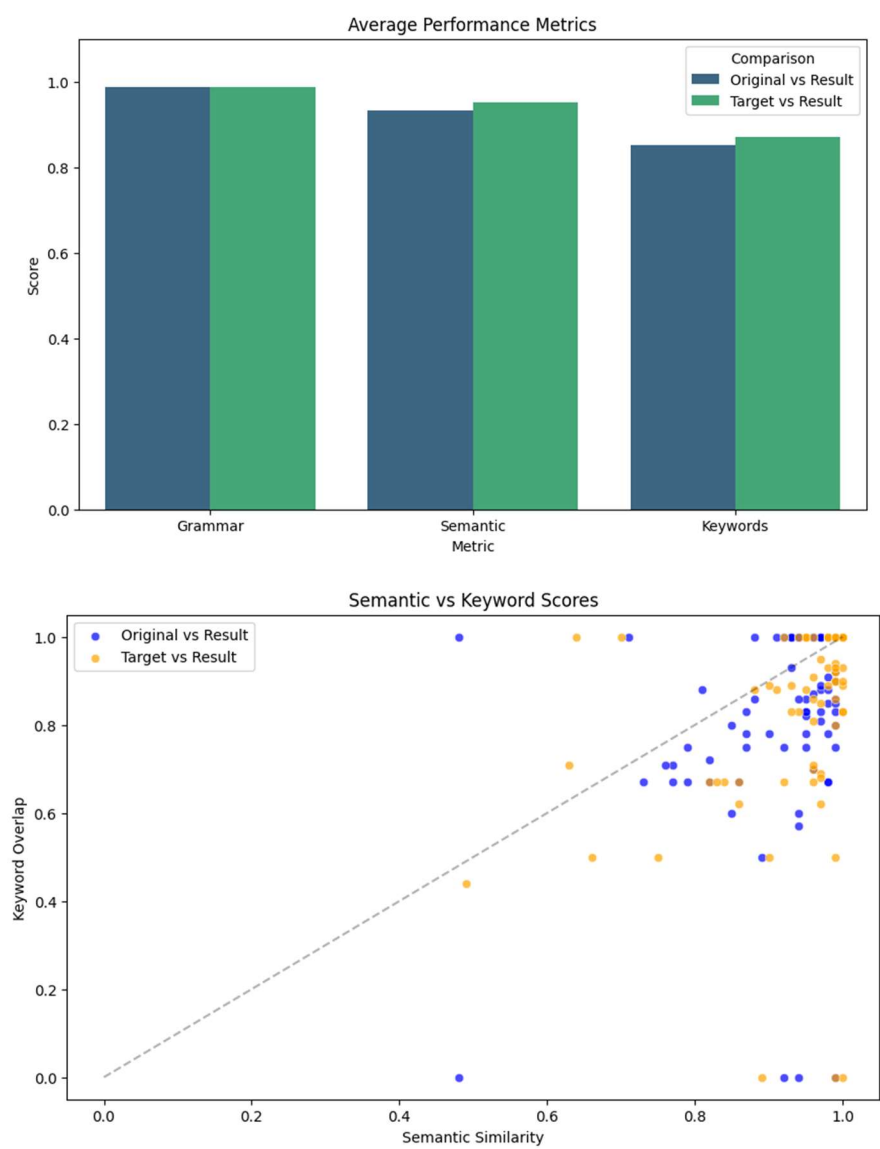 Average Performance Metrics
Comparison
Original vs Result
Target vs Result
1.0
0.8
0.6
0.4
0.2
0.0
Score
Grammar
Semantic
Keywords
Metric
Semantic vs Keyword Scores
Original vs Result
Target vs Result
1.0
0.8
0.6
0.4
0.2
0.0
Keyword Overlap
0.0
0.2
0.4
0.6
0.8
1.0
Semantic Similarity